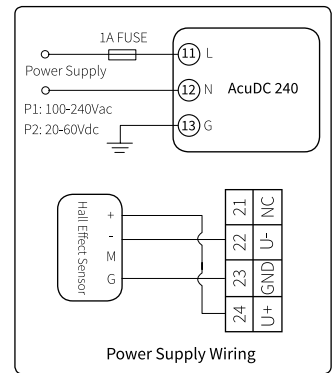 1A FUSE
11 L
Power Supply
12 N AcuDC 240
P1: 100-240Vac
P2: 20-60Vdc
13 G
Hall Effect Sensor
+
-
M
G
21 NC
22 U-
23 GND
24 U+
Power Supply Wiring